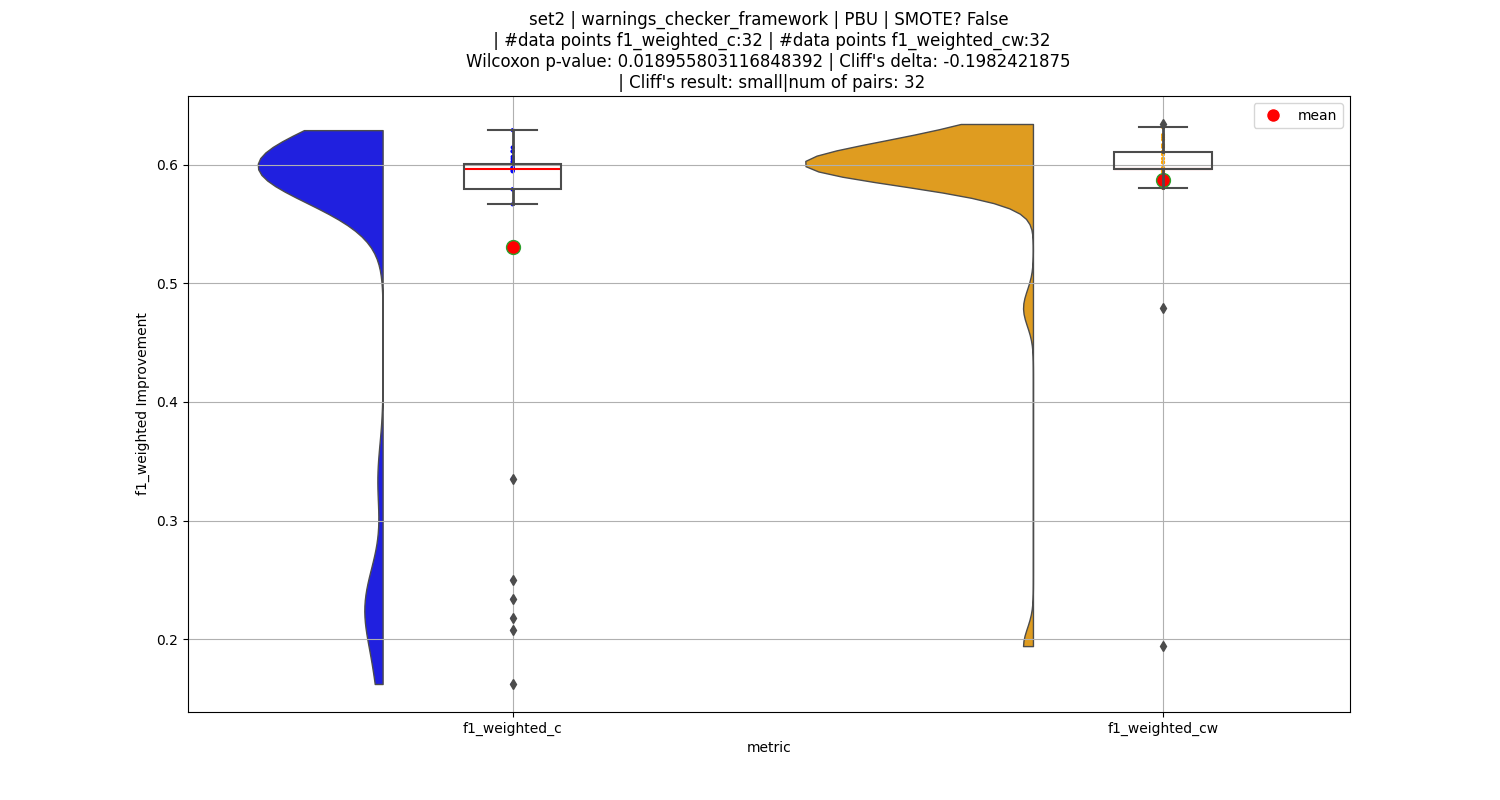 set2 | warnings_checker_framework | PBU | SMOTE? False
| #data points f1_weighted_c:32 | #data points f1_weighted_cw:32
Wilcoxon p-value: 0.018955803116848392 | Cliff's delta: -0.1982421875
| Cliff's result: small|num of pairs: 32
mean
0.6
0.5
0.4
0.3
0.2
f1_weighted Improvement
f1_weighted_c
f1_weighted_cw
metric